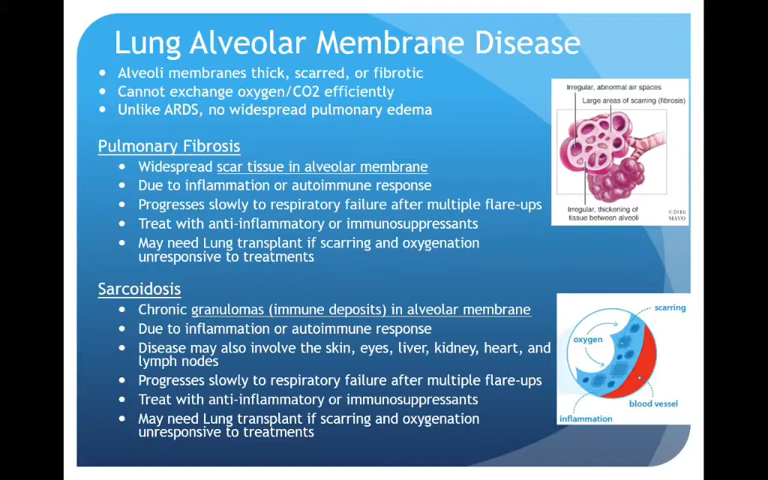 Lung Alveolar Membrane Disease
• Alveoli membranes thick, scarred, or fibrotic
• Cannot exchange oxygen/CO2 efficiently
• Unlike ARDS, no widespread pulmonary edema
Pulmonary Fibrosis
• Widespread scar tissue in alveolar membrane
• Due to inflammation or autoimmune response
• Progresses slowly to respiratory failure after multiple flare-ups
• Treat with anti-inflammatory or immunosuppressants
• May need Lung transplant if scarring and oxygenation
unresponsive to treatments
Sarcoidosis
• Chronic granulomas (immune deposits) in alveolar membrane
• Due to inflammation or autoimmune response
• Disease may also involve the skin, eyes, liver, kidney, heart, and
lymph nodes
• Progresses slowly to respiratory failure after multiple flare-ups
• Treat with anti-inflammatory or immunosuppressants
• May need Lung transplant if scarring and oxygenation
unresponsive to treatments
Irregular, abnormal air spaces
Large areas of scarring (fibrosis)
Irregular, thickening of
tissue between alveoli
©2016
MAYO
scarring
oxygen
blood vessel
inflammation